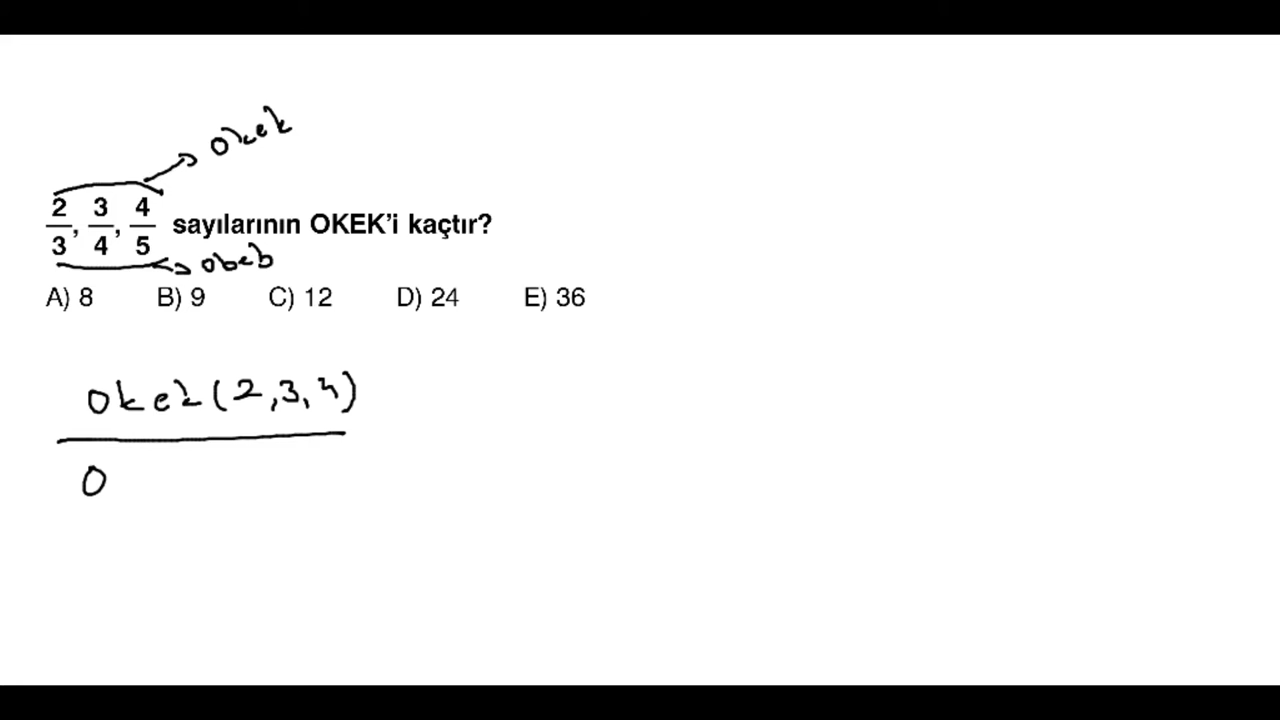 okek
2/3, 3/4, 4/5 sayılarının OKEK'i kaçtır?
obeb
A) 8 B) 9 C) 12 D) 24 E) 36
okek(2,3,4)
O